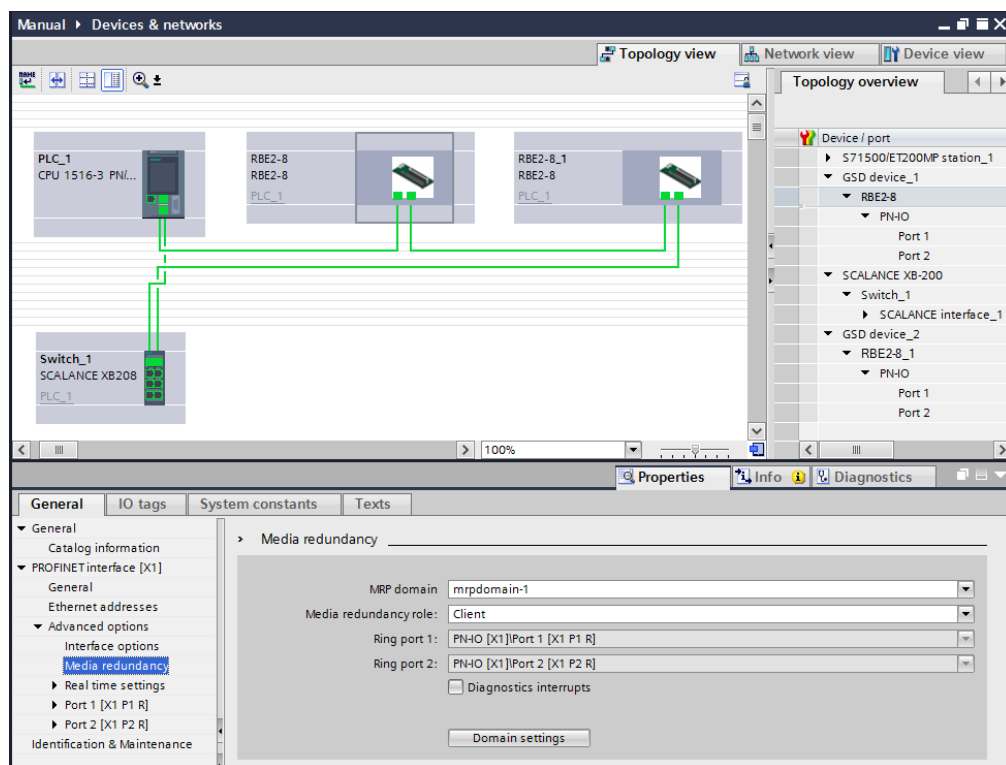 Manual ▸ Devices & networks
Topology view
Network view
Device view
Topology overview
Device / port
S71500/ET200MP station_1
GSD device_1
RBE2-8
PN-IO
Port 1
Port 2
SCALANCE XB-200
Switch_1
SCALANCE interface_1
GSD device_2
RBE2-8_1
PN-IO
Port 1
Port 2
PLC_1
CPU 1516-3 PN/...
RBE2-8
RBE2-8
PLC_1
RBE2-8_1
RBE2-8
PLC_1
Switch_1
SCALANCE XB208
PLC_1
100%
Properties
Info
Diagnostics
General
IO tags
System constants
Texts
General
Catalog information
PROFINET interface [X1]
General
Ethernet addresses
Advanced options
Interface options
Media redundancy
Real time settings
Port 1 [X1 P1 R]
Port 2 [X1 P2 R]
Identification & Maintenance
Media redundancy
MRP domain mrpdomain-1
Media redundancy role: Client
Ring port 1: PN-IO [X1]\Port 1 [X1 P1 R]
Ring port 2: PN-IO [X1]\Port 2 [X1 P2 R]
Diagnostics interrupts
Domain settings